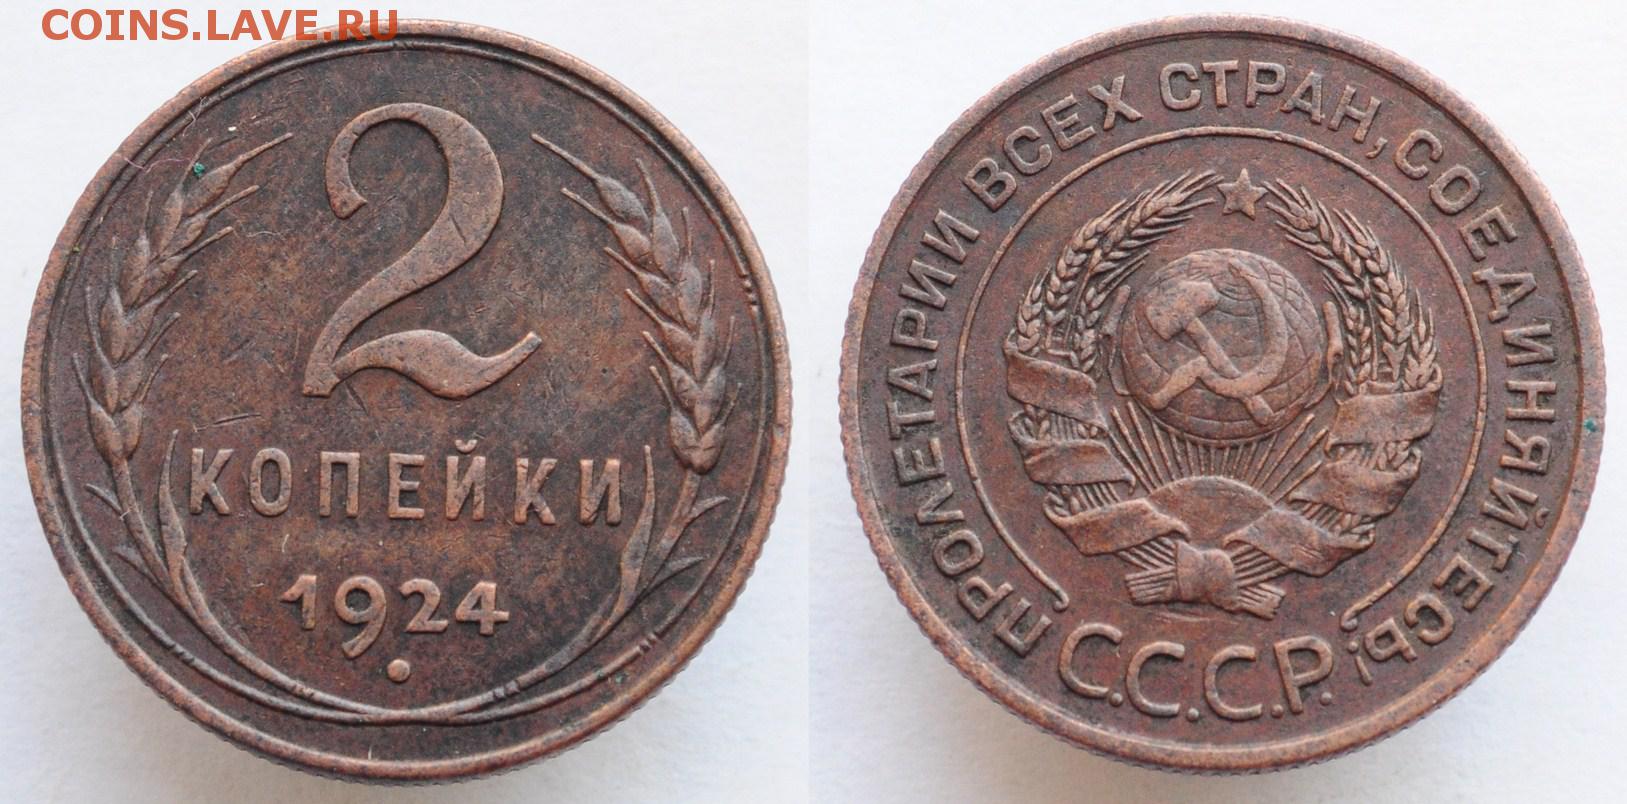 COINS.LAVE.RU
2
КОПЕЙКИ
1924
ПРОЛЕТАРИИ ВСЕХ СТРАН, СОЕДИНЯЙТЕСЬ!
С.С.С.Р.